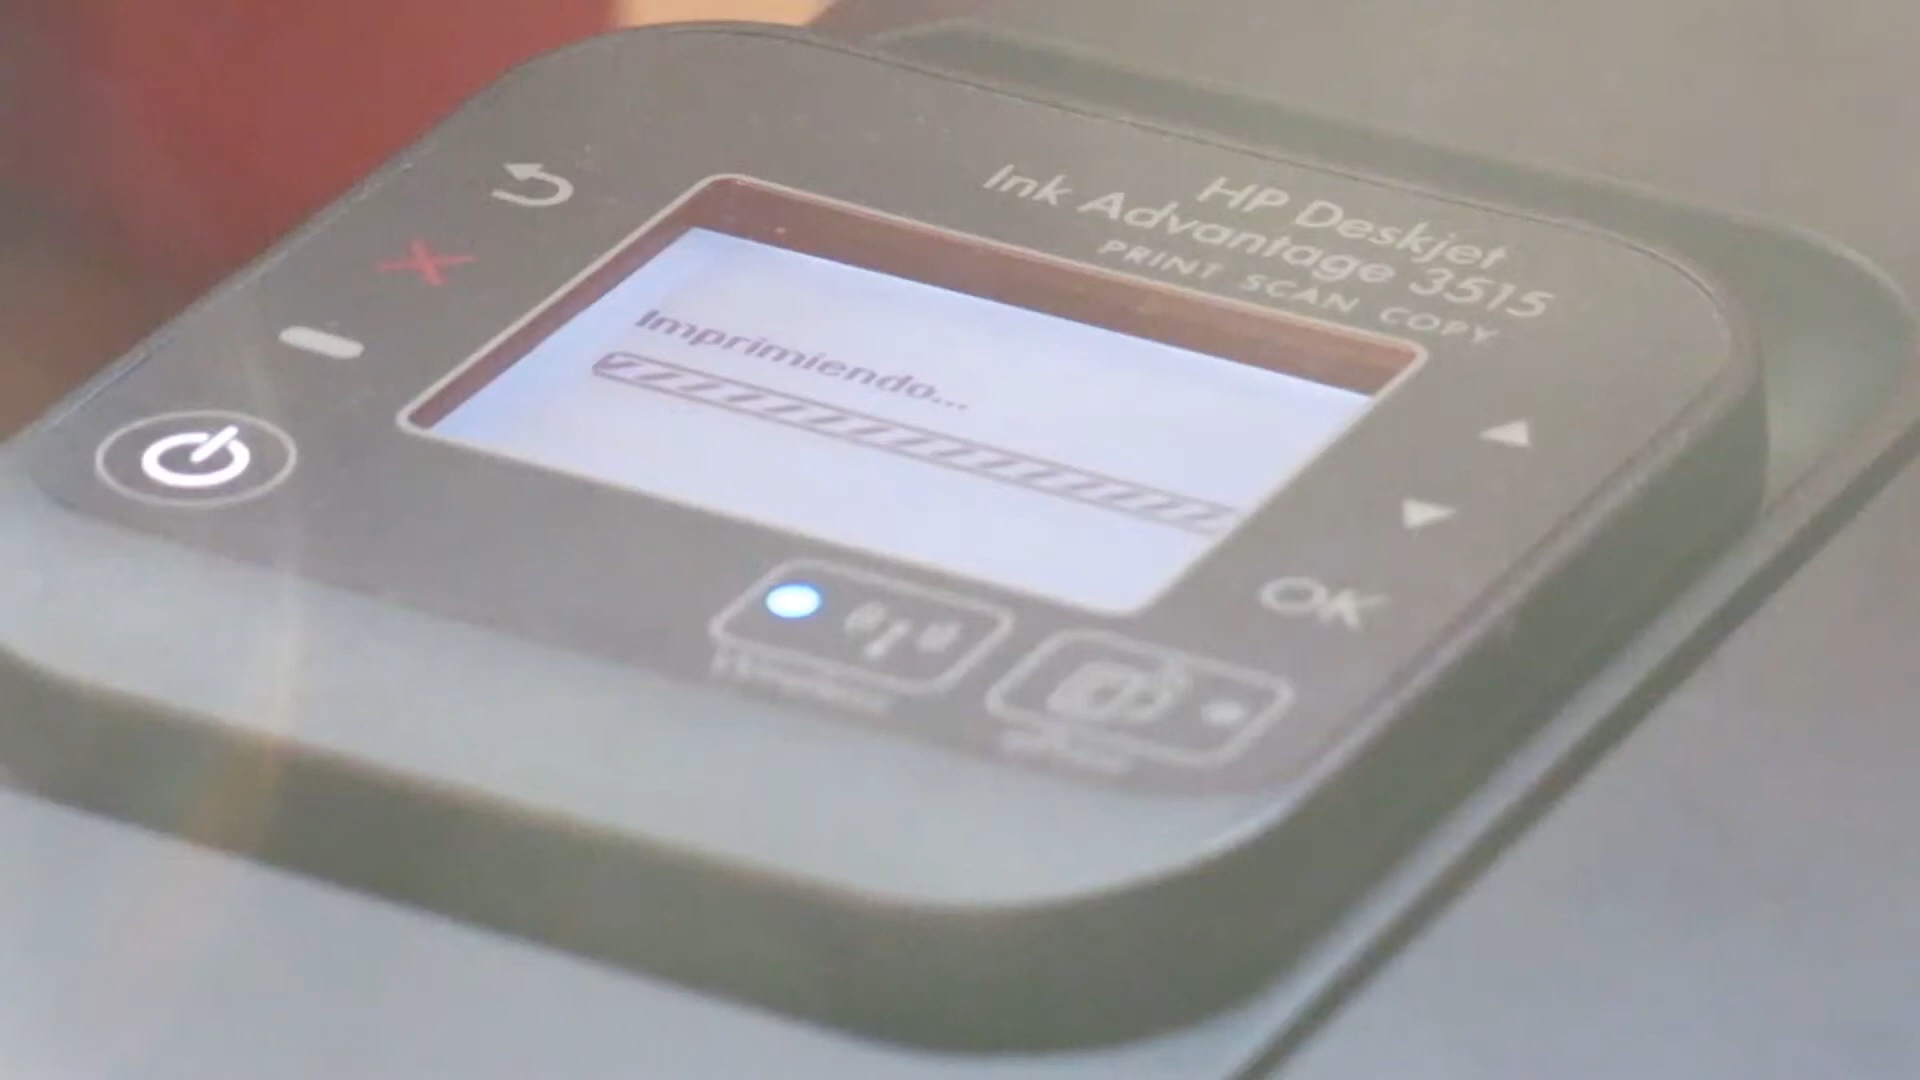 HP Deskjet
Ink Advantage 3515
PRINT SCAN COPY
Imprimiendo...
OK